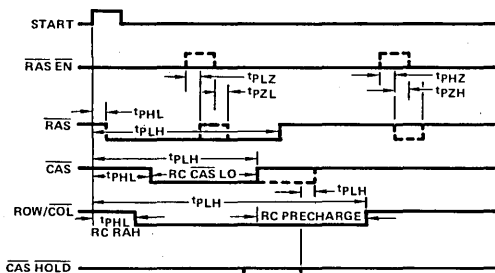 START
RAS EN
tPLZ
tPZL
tPHZ
tPZH
tPHL
RAS
tPLH
tPLH
CAS
tPHL
RC CAS LO
tPLH
tPLH
ROW/COL
tPHL
RC PRECHARGE
RC RAH
CAS HOLD